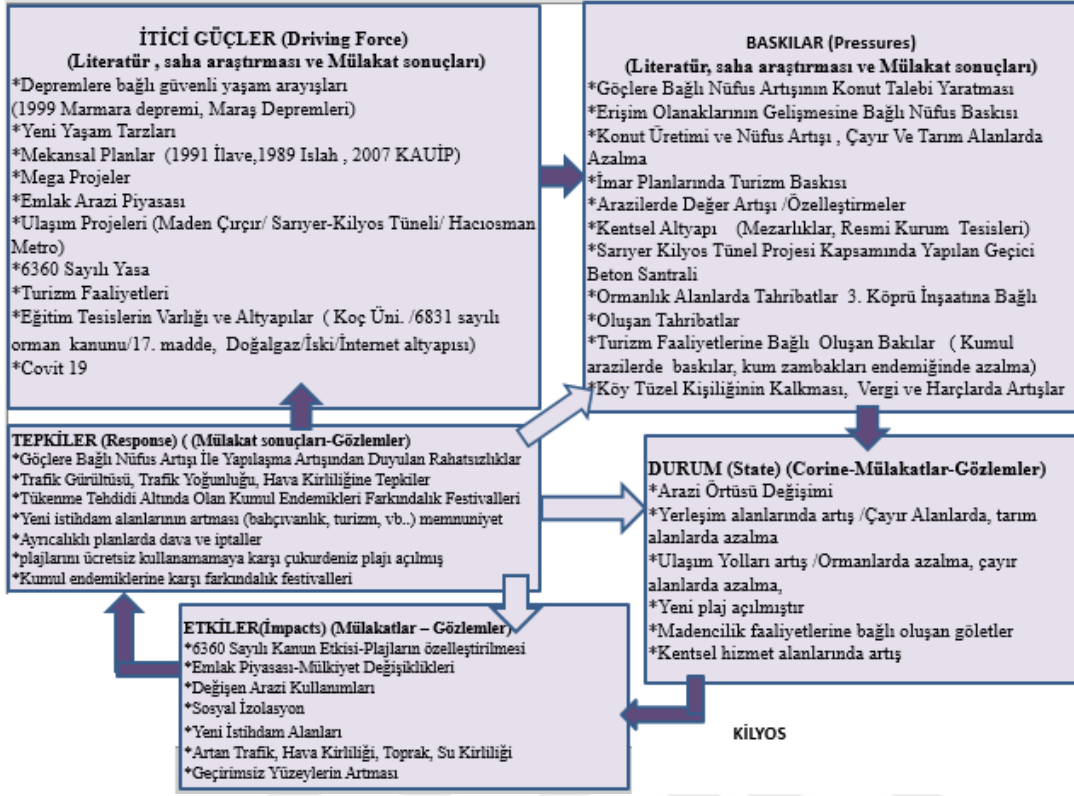 İTİCİ GÜÇLER (Driving Force)
(Literatür , saha araştırması ve Mülakat sonuçları)
*Depremlere bağlı güvenli yaşam arayışları
(1999 Marmara depremi, Maraş Depremleri)
*Yeni Yaşam Tarzları
*Mekansal Planlar (1991 İlave,1989 Islah , 2007 KAUİP)
*Mega Projeler
*Emlak Arazi Piyasası
*Ulaşım Projeleri (Maden Çırçır/ Sarıyer-Kilyos Tüneli/ Hacıosman
Metro)
*6360 Sayılı Yasa
*Turizm Faaliyetleri
*Eğitim Tesislerin Varlığı ve Altyapılar ( Koç Üni. /6831 sayılı
orman kanunu/17. madde, Doğalgaz/İski/İnternet altyapısı)
*Covit 19
BASKILAR (Pressures)
(Literatür, saha araştırması ve Mülakat sonuçları)
*Göçlere Bağlı Nüfus Artışının Konut Talebi Yaratması
*Erişim Olanaklarının Gelişmesine Bağlı Nüfus Baskısı
*Konut Üretimi ve Nüfus Artışı , Çayır Ve Tarım Alanlarda
Azalma
*İmar Planlarında Turizm Baskısı
*Arazilerde Değer Artışı /Özelleştirmeler
*Kentsel Altyapı (Mezarlıklar, Resmi Kurum Tesisleri)
*Sarıyer Kilyos Tünel Projesi Kapsamında Yapılan Geçici
Beton Santrali
*Ormanlık Alanlarda Tahribatlar 3. Köprü İnşaatına Bağlı
*Oluşan Tahribatlar
*Turizm Faaliyetlerine Bağlı Oluşan Bakılar ( Kumul
arazilerde baskılar, kum zambakları endemiğinde azalma)
*Köy Tüzel Kişiliğinin Kalkması, Vergi ve Harçlarda Artışlar
TEPKİLER (Response) ( (Mülakat sonuçları-Gözlemler)
*Göçlere Bağlı Nüfus Artışı İle Yapılaşma Artışından Duyulan Rahatsızlıklar
*Trafik Gürültüsü, Trafik Yoğunluğu, Hava Kirliliğine Tepkiler
*Tükenme Tehdidi Altında Olan Kumul Endemikleri Farkındalık Festivalleri
*Yeni istihdam alanlarının artması (bahçıvanlık, turizm, vb..) memnuniyet
*Ayrıcalıklı planlarda dava ve iptaller
*plajlarını ücretsiz kullanamamaya karşı çukurdeniz plajı açılmış
*Kumul endemiklerine karşı farkındalık festivalleri
DURUM (State) (Corine-Mülakatlar-Gözlemler)
*Arazi Örtüsü Değişimi
*Yerleşim alanlarında artış /Çayır Alanlarda, tarım
alanlarda azalma
*Ulaşım Yolları artış /Ormanlarda azalma, çayır
alanlarda azalma,
*Yeni plaj açılmıştır
*Madencilik faaliyetlerine bağlı oluşan göletler
*Kentsel hizmet alanlarında artış
ETKİLER(İmpacts) (Mülakatlar – Gözlemler)
*6360 Sayılı Kanun Etkisi-Plajların özelleştirilmesi
*Emlak Piyasası-Mülkiyet Değişiklikleri
*Değişen Arazi Kullanımları
*Sosyal İzolasyon
*Yeni İstihdam Alanları
*Artan Trafik, Hava Kirliliği, Toprak, Su Kirliliği
*Geçirimsiz Yüzeylerin Artması
KİLYOS